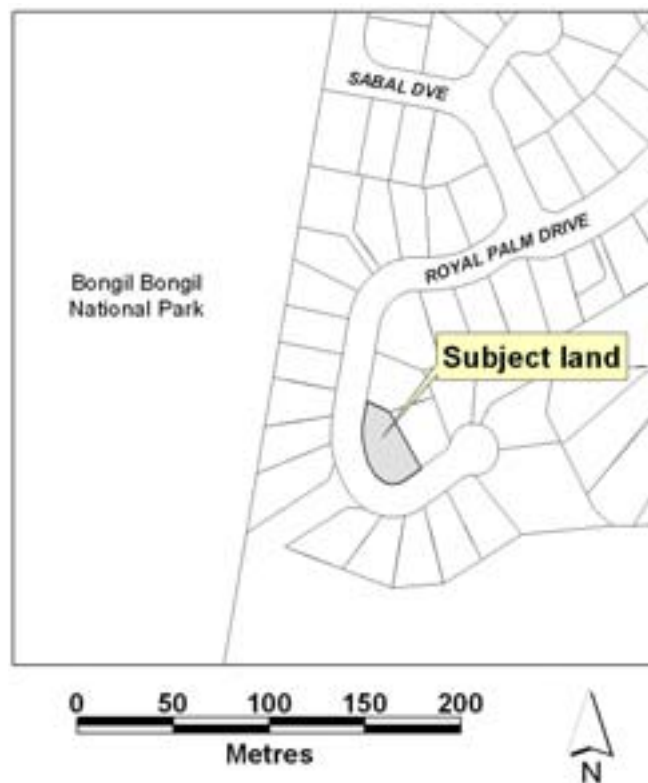 SABAL DVE
ROYAL PALM DRIVE
Bongil Bongil
National Park
Subject land
0 50 100 150 200
Metres
N